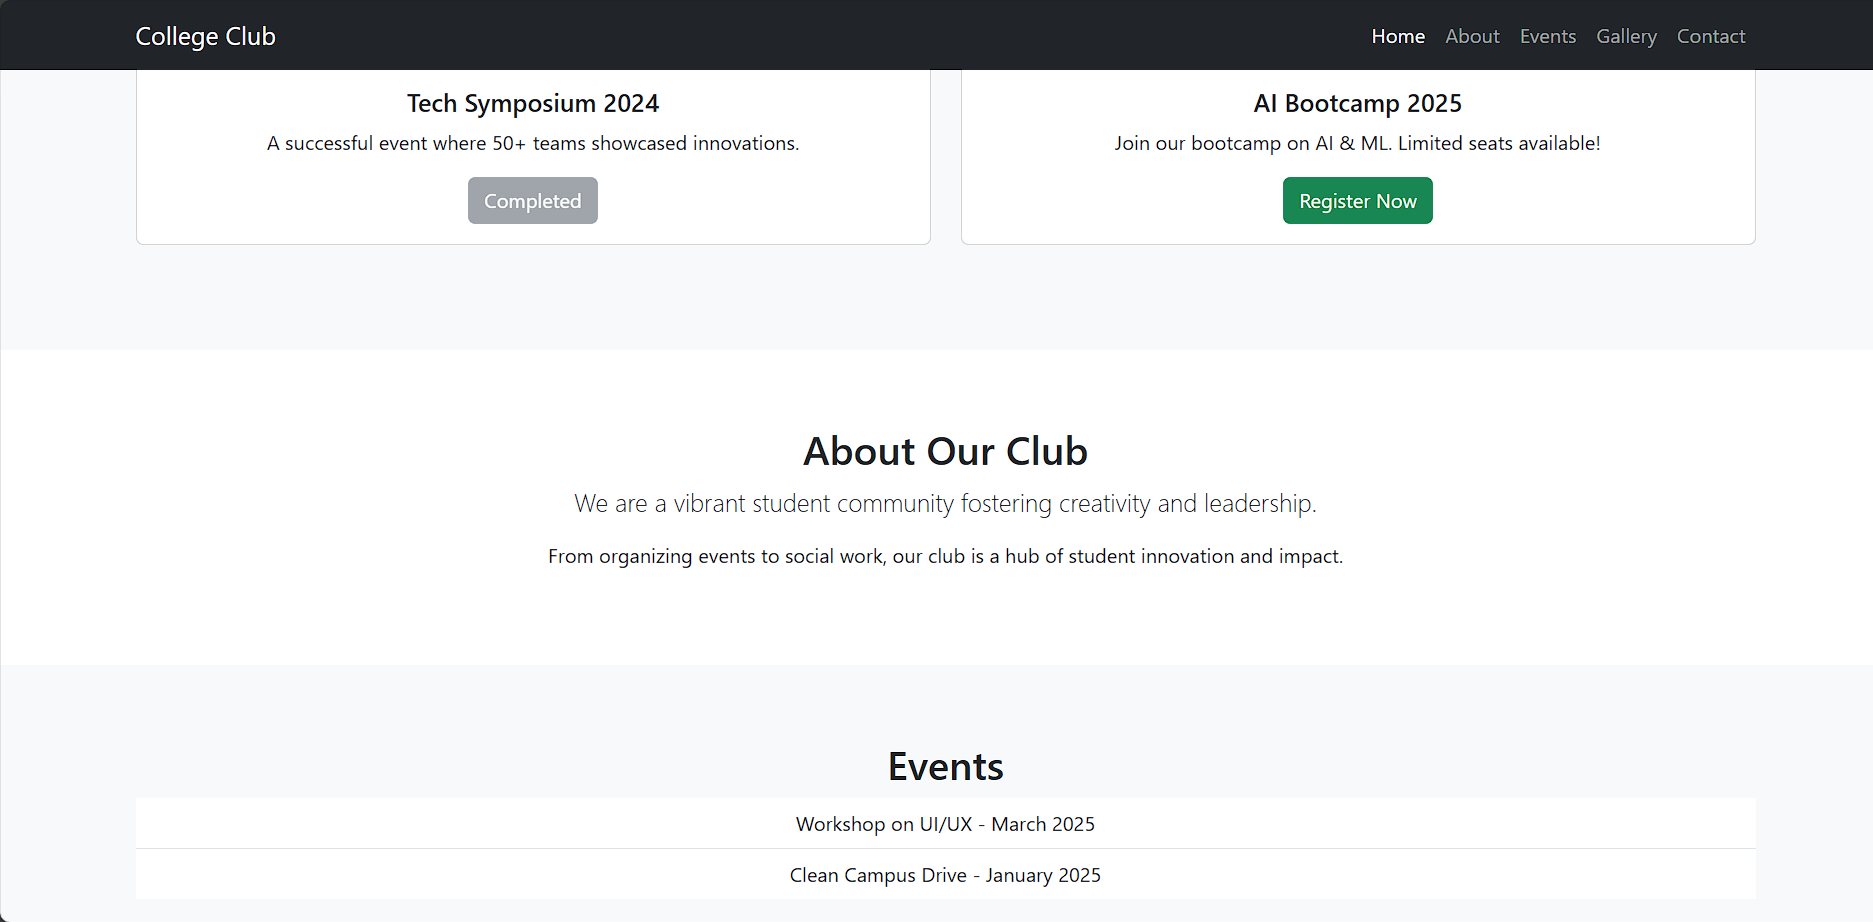 College Club
Home About Events Gallery Contact
Tech Symposium 2024
A successful event where 50+ teams showcased innovations.
Completed
AI Bootcamp 2025
Join our bootcamp on AI & ML. Limited seats available!
Register Now
About Our Club
We are a vibrant student community fostering creativity and leadership.
From organizing events to social work, our club is a hub of student innovation and impact.
Events
Workshop on UI/UX - March 2025
Clean Campus Drive - January 2025